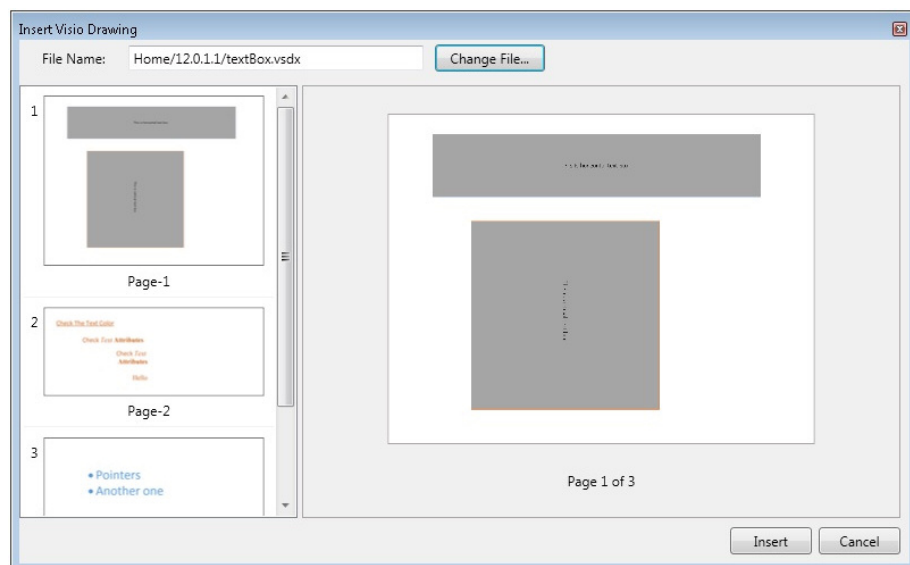 Insert Visio Drawing
File Name: Home/12.0.1.1/textBox.vsdx Change File...
1
Page-1
2
Check The Text Color
Check Text Attributes
Check Text
Attributes
Hello
Page-2
3
• Pointers
• Another one
Page 1 of 3
Insert Cancel